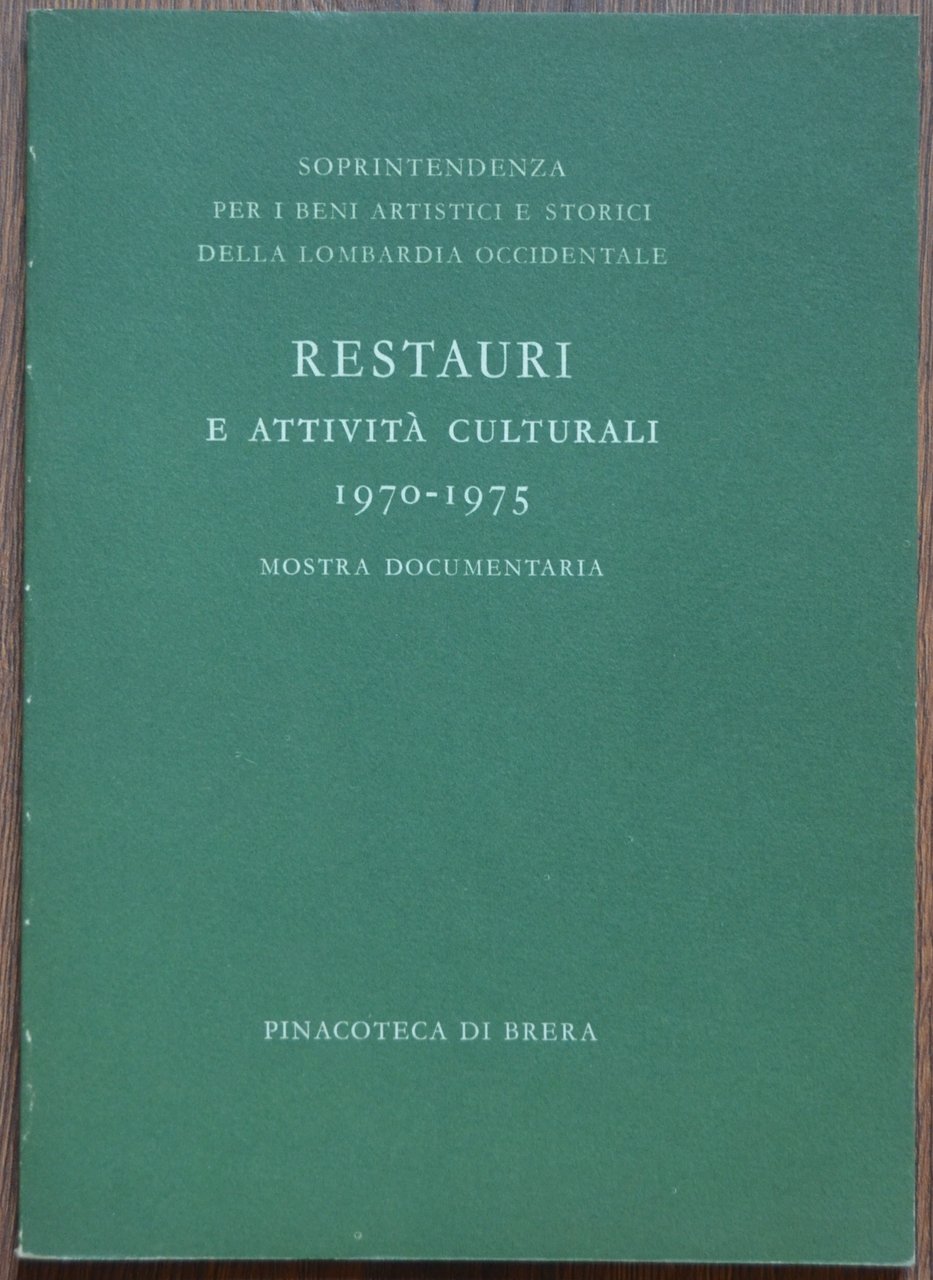 SOPRINTENDENZA
PER I BENI ARTISTICI E STORICI
DELLA LOMBARDIA OCCIDENTALE
RESTAURI
E ATTIVITÀ CULTURALI
1970-1975
MOSTRA DOCUMENTARIA
PINACOTECA DI BRERA